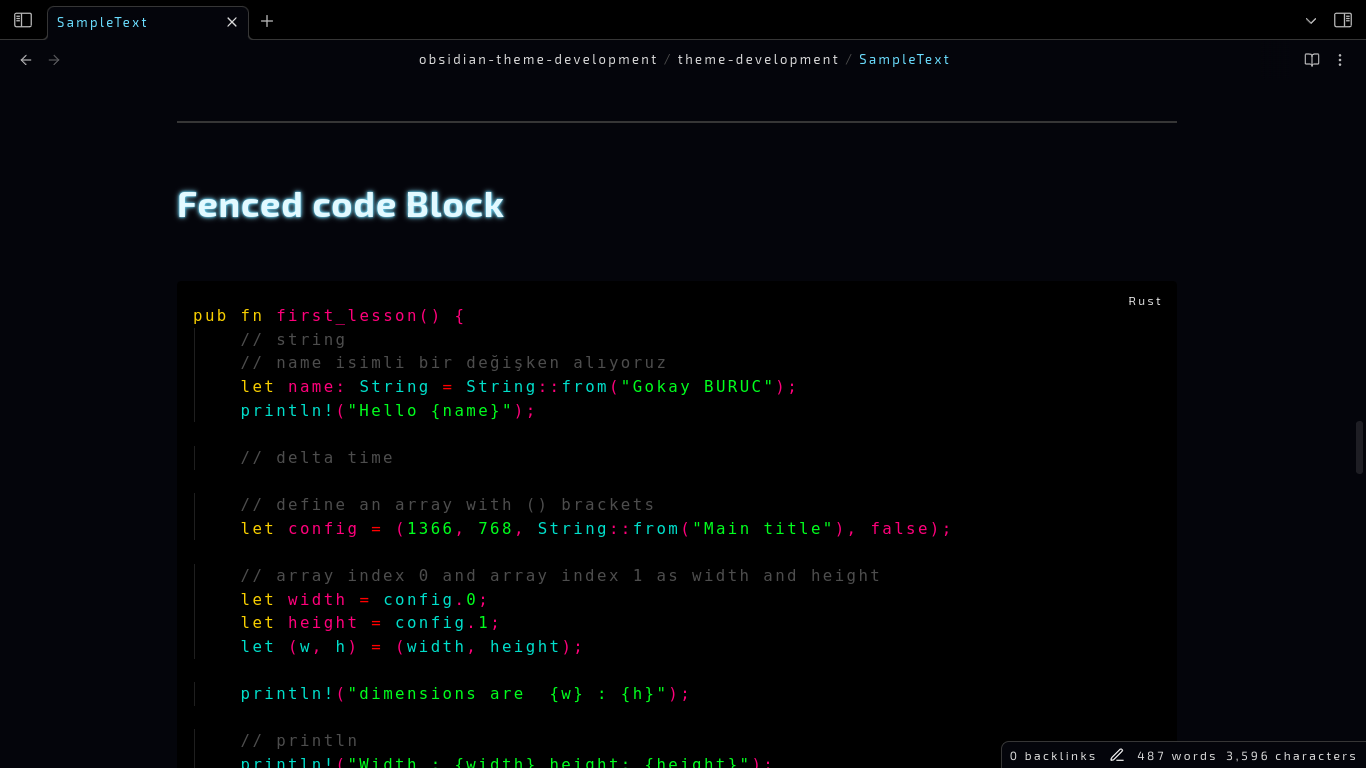 SampleText
obsidian-theme-development / theme-development / SampleText
Fenced code Block
Rust
pub fn first_lesson() {
    // string
    // name isimli bir değişken alıyoruz
    let name: String = String::from("Gokay BURUC");
    println!("Hello {name}");
    // delta time
    // define an array with () brackets
    let config = (1366, 768, String::from("Main title"), false);
    // array index 0 and array index 1 as width and height
    let width = config.0;
    let height = config.1;
    let (w, h) = (width, height);
    println!("dimensions are  {w} : {h}");
    // println
    println!("Width : {width} height: {height}");
0 backlinks 487 words 3,596 characters